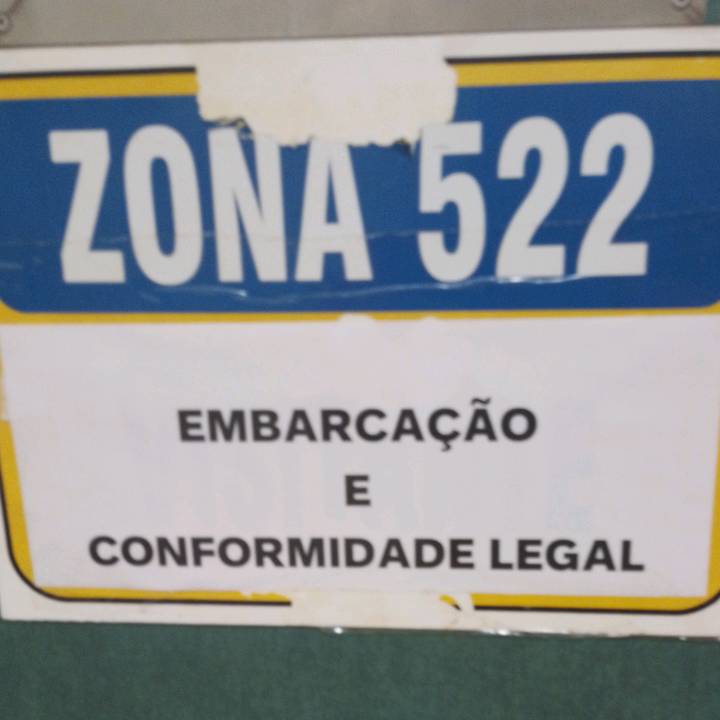 ZONA 522
EMBARCAÇÃO
E
CONFORMIDADE LEGAL